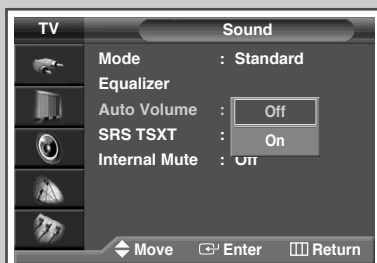 TV
Sound
Mode : Standard
Equalizer
Auto Volume : Off
SRS TSXT : On
Internal Mute : Off
Move Enter Return